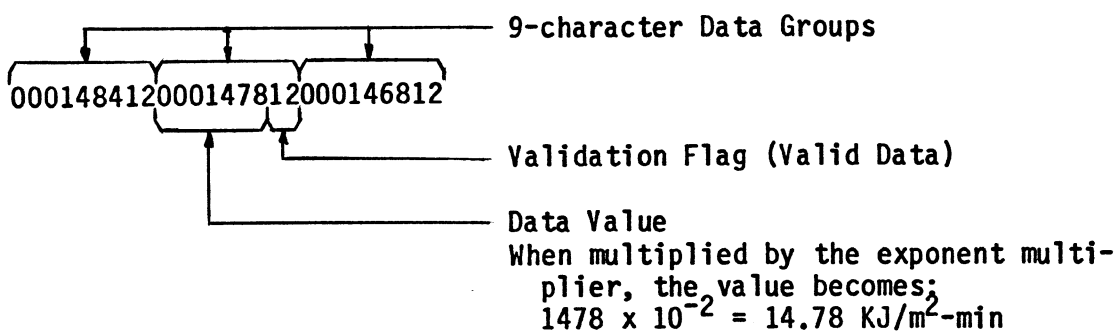 9-character Data Groups
000148412000147812000146812
Validation Flag (Valid Data)
Data Value
When multiplied by the exponent multi-
plier, the value becomes;
1478 x 10⁻² = 14.78 KJ/m²-min